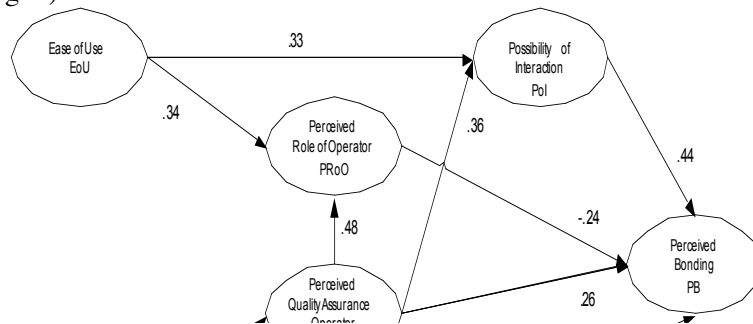 Ease of Use
EoU
.33
Possibility of
Interaction
PoI
.34
Perceived
Role of Operator
PRoO
.36
.44
-.24
.48
Perceived
Bonding
PB
Perceived
Quality Assurance
Operator
.26